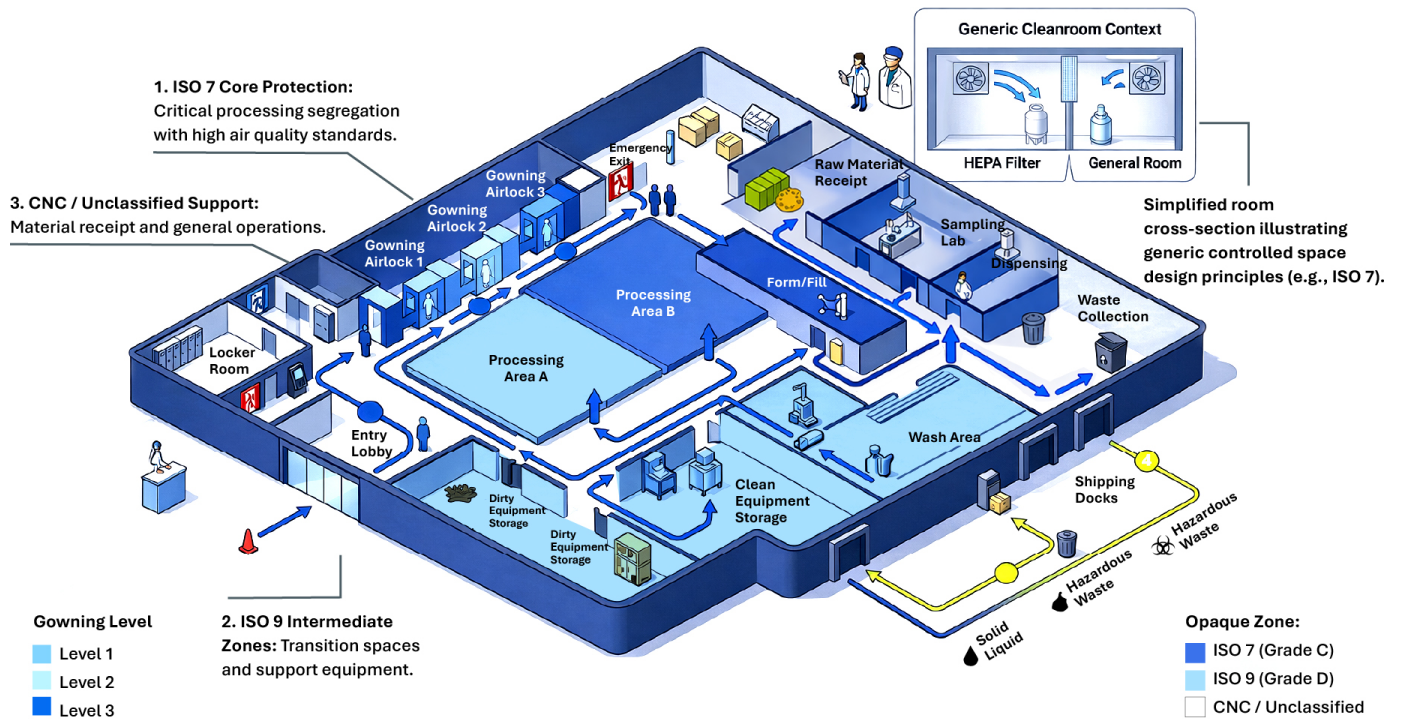 Generic Cleanroom Context
HEPA Filter
General Room
Simplified room
cross-section illustrating
generic controlled space
design principles (e.g., ISO 7).
1. ISO 7 Core Protection:
Critical processing segregation
with high air quality standards.
3. CNC / Unclassified Support:
Material receipt and general operations.
Emergency
Exit
Gowning
Airlock 3
Gowning
Airlock 2
Gowning
Airlock 1
Raw Material
Receipt
Sampling
Lab
Dispensing
Form/Fill
Processing
Area B
Processing
Area A
Waste
Collection
Locker
Room
Entry
Lobby
Wash Area
Clean
Equipment
Storage
Dirty
Equipment
Storage
Dirty
Equipment
Storage
Shipping
Docks
4
Hazardous
Waste
Hazardous
Waste
Solid
Liquid
Gowning Level
Level 1
Level 2
Level 3
2. ISO 9 Intermediate
Zones: Transition spaces
and support equipment.
Opaque Zone:
ISO 7 (Grade C)
ISO 9 (Grade D)
CNC / Unclassified